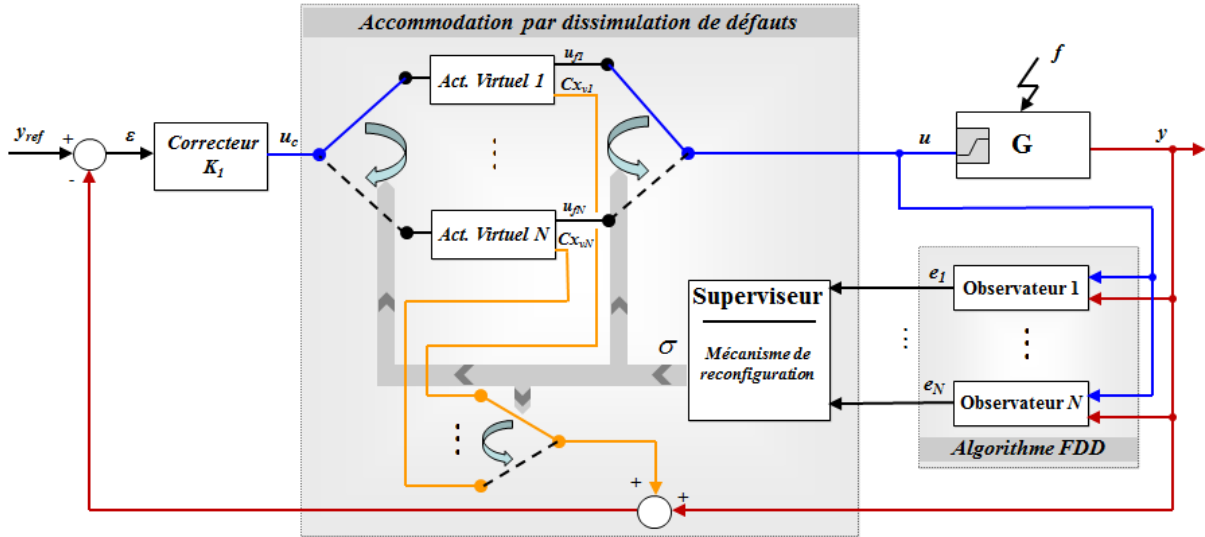 Accommodation par dissimulation de défauts
y_ref
+
-
ε
Correcteur
K_1
u_c
Act. Virtuel 1
u_f1
Cx_v1
Act. Virtuel N
u_fN
Cx_vN
f
u
G
y
Superviseur
Mécanisme de
reconfiguration
σ
e_1
Observateur 1
e_N
Observateur N
Algorithme FDD
+
+